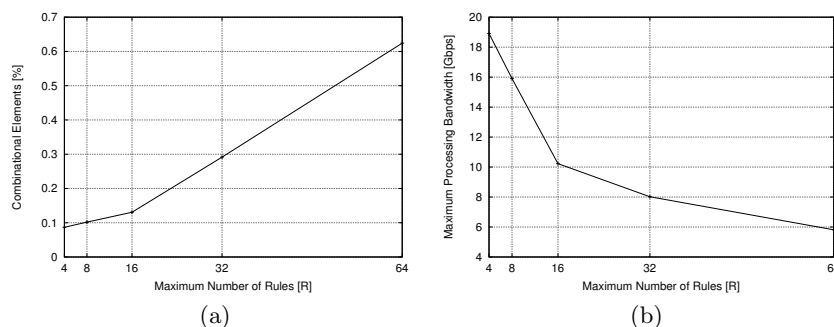 0.7
0.6
0.5
0.4
0.3
0.2
0.1
0
Combinational Elements [%]
4 8 16 32 64
Maximum Number of Rules [R]
(a)
20
18
16
14
12
10
8
6
4
Maximum Processing Bandwidth [Gbps]
4 8 16 32 6
Maximum Number of Rules [R]
(b)